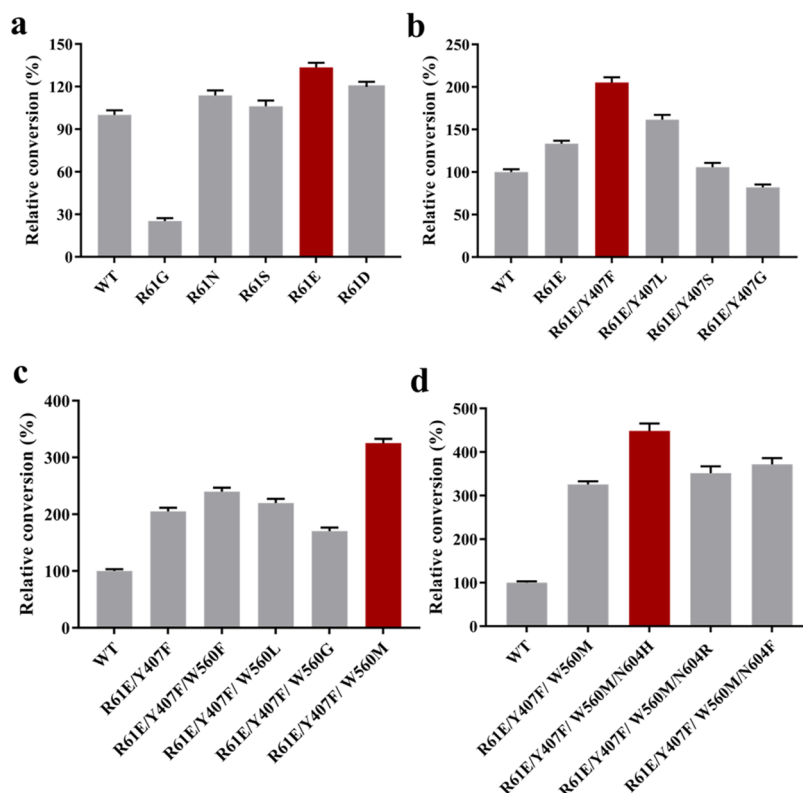 a
Relative conversion (%)
150
120
90
60
30
0
WT
R61G
R61N
R61S
R61E
R61D
b
Relative conversion (%)
250
200
150
100
50
0
WT
R61E
R61E/Y407F
R61E/Y407L
R61E/Y407S
R61E/Y407G
c
Relative conversion (%)
400
300
200
100
0
WT
R61E/Y407F
R61E/Y407F/W560F
R61E/Y407F/ W560L
R61E/Y407F/ W560G
R61E/Y407F/ W560M
d
Relative conversion (%)
500
400
300
200
100
0
WT
R61E/Y407F/ W560M
R61E/Y407F/ W560M/N604H
R61E/Y407F/ W560M/N604R
R61E/Y407F/ W560M/N604F